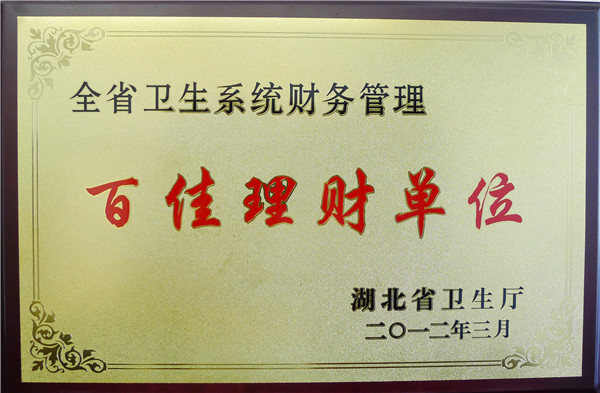 全省卫生系统财务管理
百佳理财单位
湖北省卫生厅
二〇一二年三月